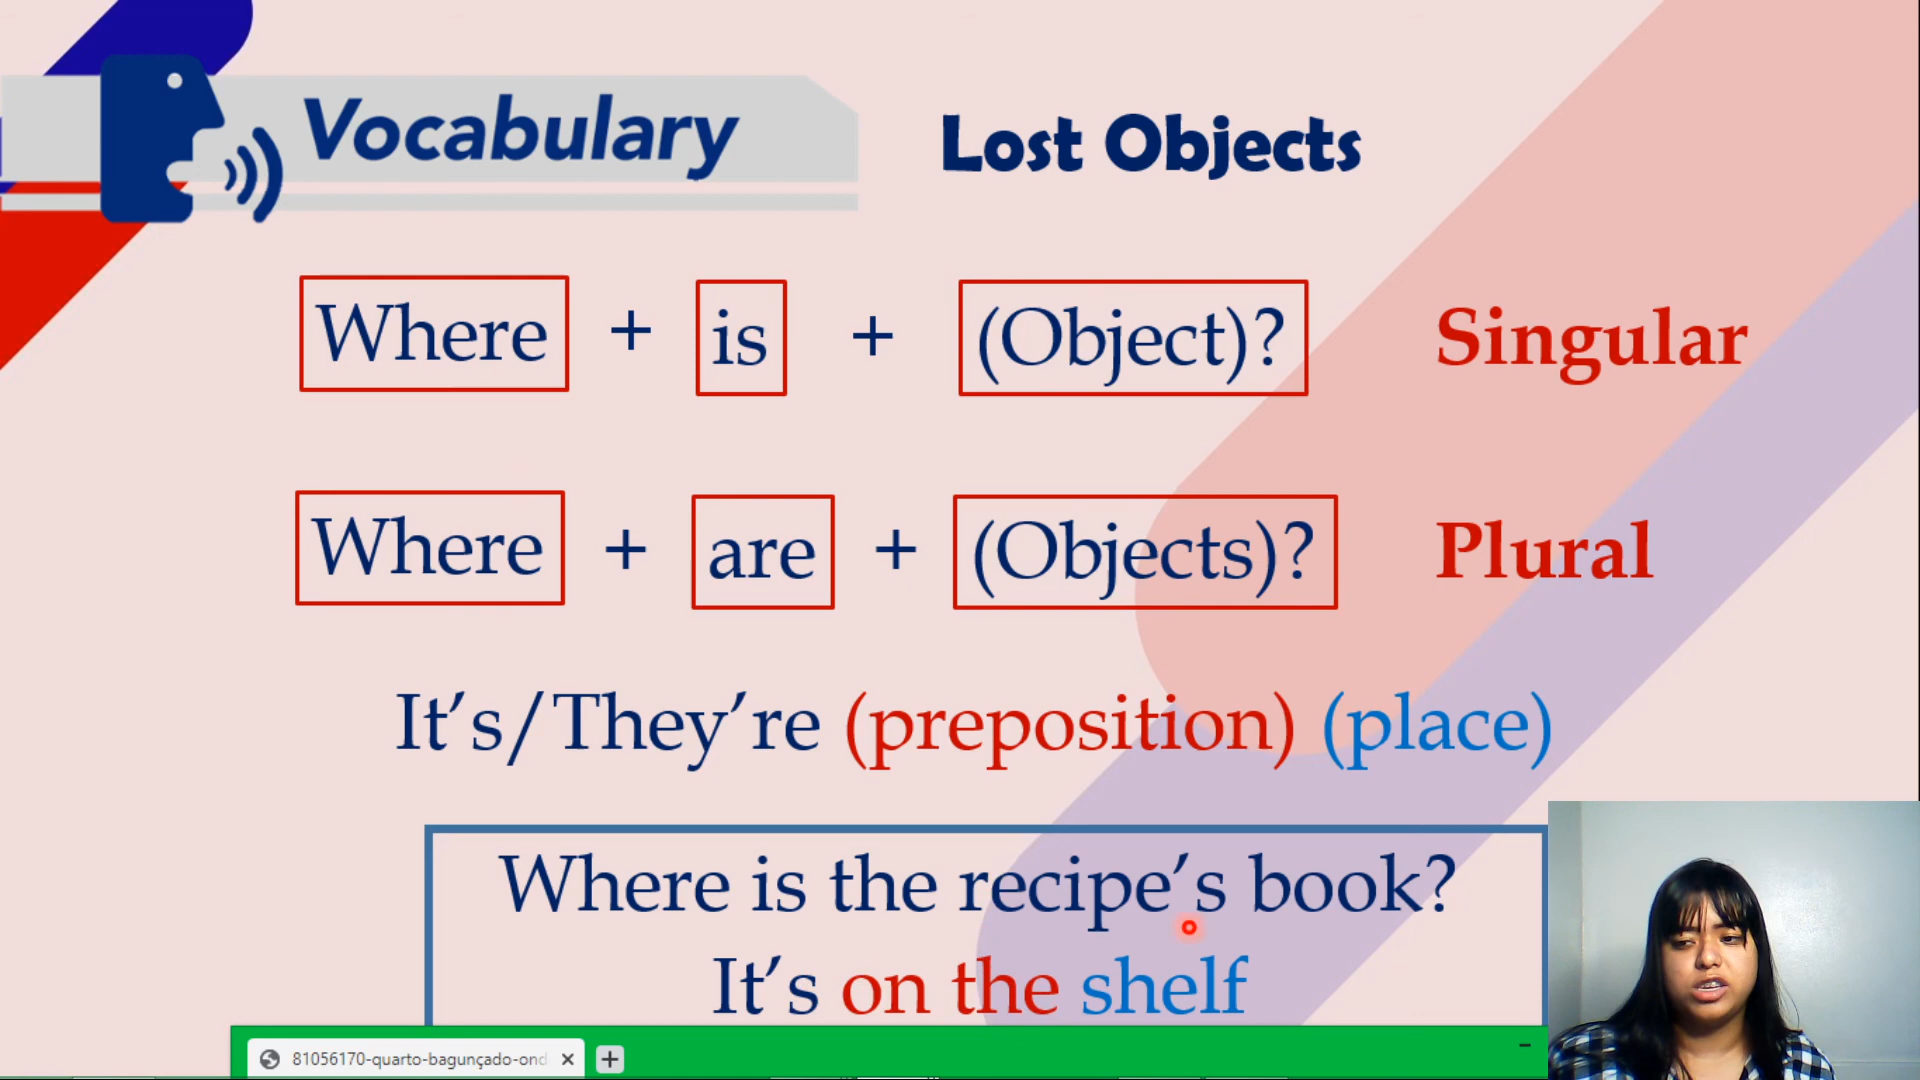 Vocabulary
Lost Objects
Where + is + (Object)? Singular
Where + are + (Objects)? Plural
It’s/They’re (preposition) (place)
Where is the recipe’s book?
It’s on the shelf
81056170-quarto-bagunçado-ond